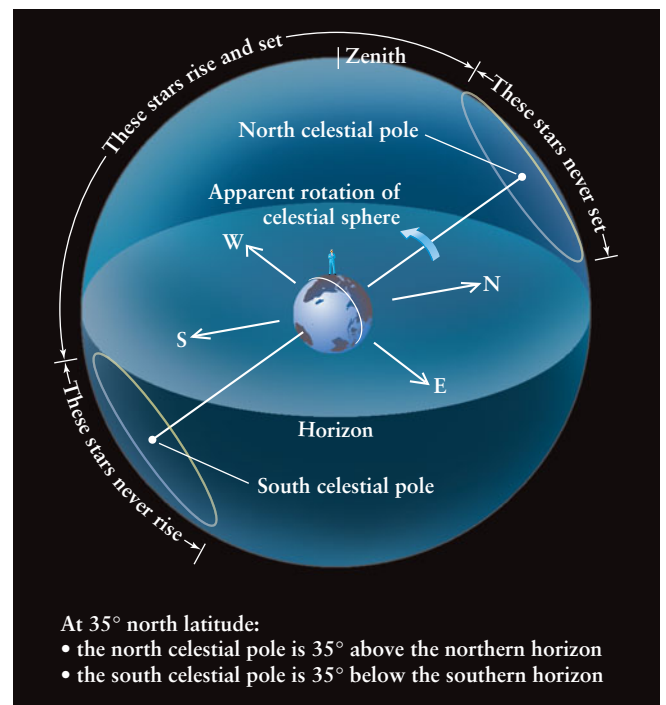 These stars rise and set
Zenith
These stars never set
North celestial pole
Apparent rotation of
celestial sphere
W
N
S
E
Horizon
These stars never rise
South celestial pole
At 35° north latitude:
• the north celestial pole is 35° above the northern horizon
• the south celestial pole is 35° below the southern horizon